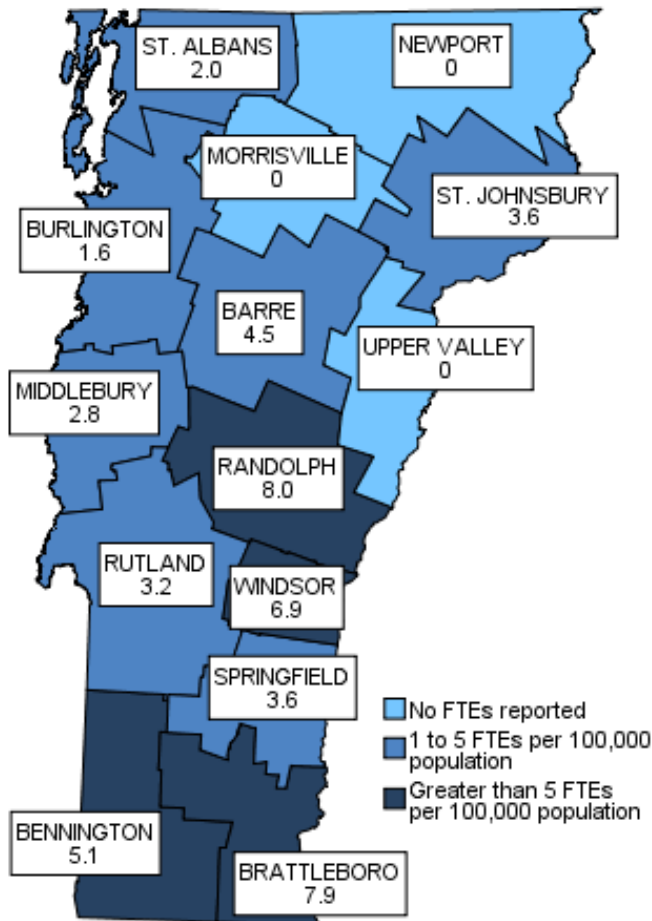 ST. ALBANS
2.0
NEWPORT
0
MORRISVILLE
0
ST. JOHNSBURY
3.6
BURLINGTON
1.6
BARRE
4.5
UPPER VALLEY
0
MIDDLEBURY
2.8
RANDOLPH
8.0
RUTLAND
3.2
WINDSOR
6.9
SPRINGFIELD
3.6
No FTEs reported
1 to 5 FTEs per 100,000
population
Greater than 5 FTEs
per 100,000 population
BENNINGTON
5.1
BRATTLEBORO
7.9